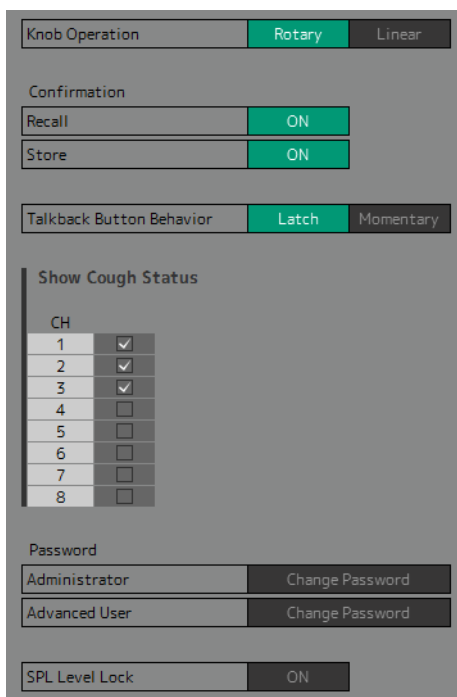 Knob Operation Rotary Linear
Confirmation
Recall ON
Store ON
Talkback Button Behavior Latch Momentary
Show Cough Status
CH
1
2
3
4
5
6
7
8
Password
Administrator Change Password
Advanced User Change Password
SPL Level Lock ON